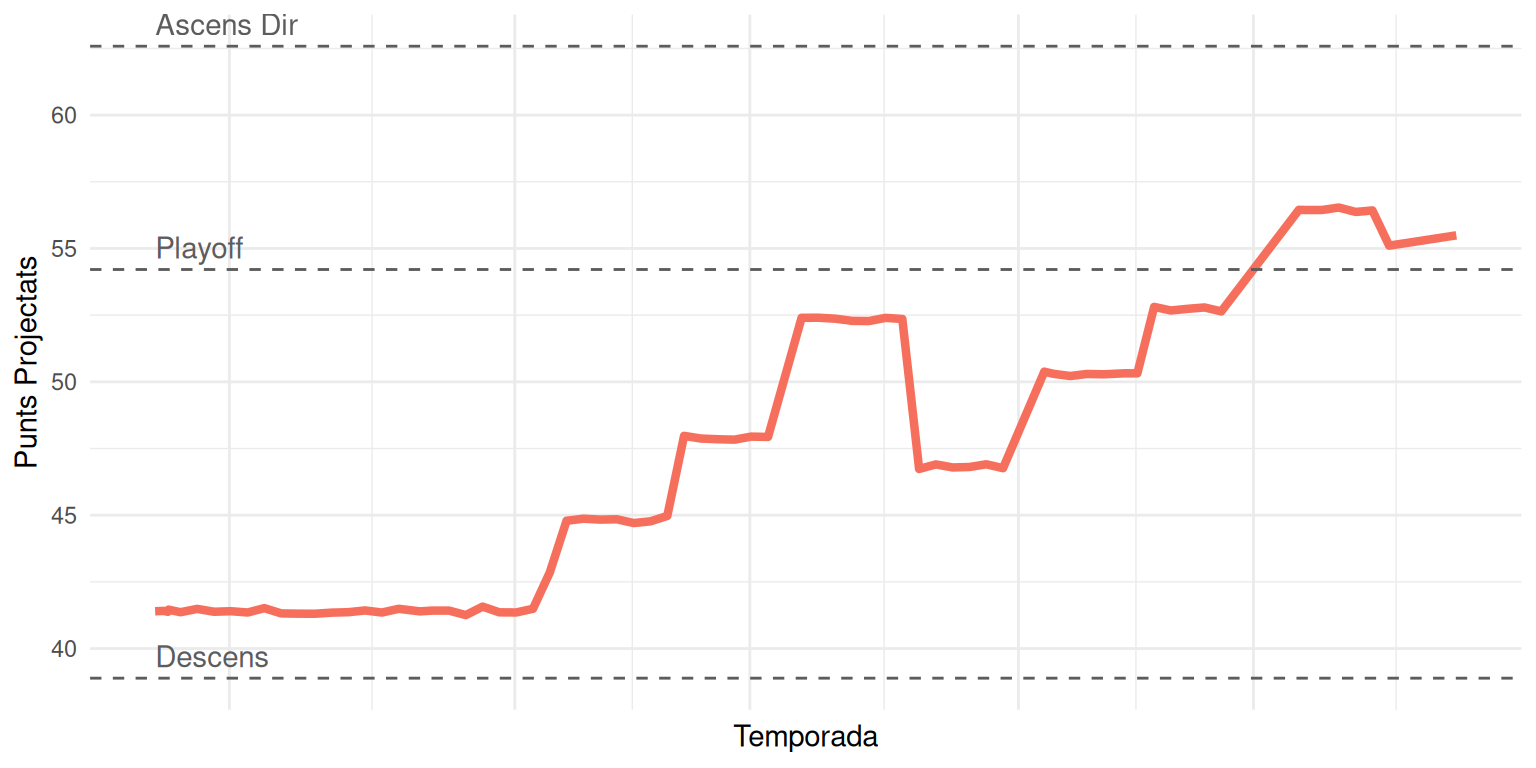 Ascens Dir
60
Playoff
55
50
45
40
Descens
Punts Projectats
Temporada